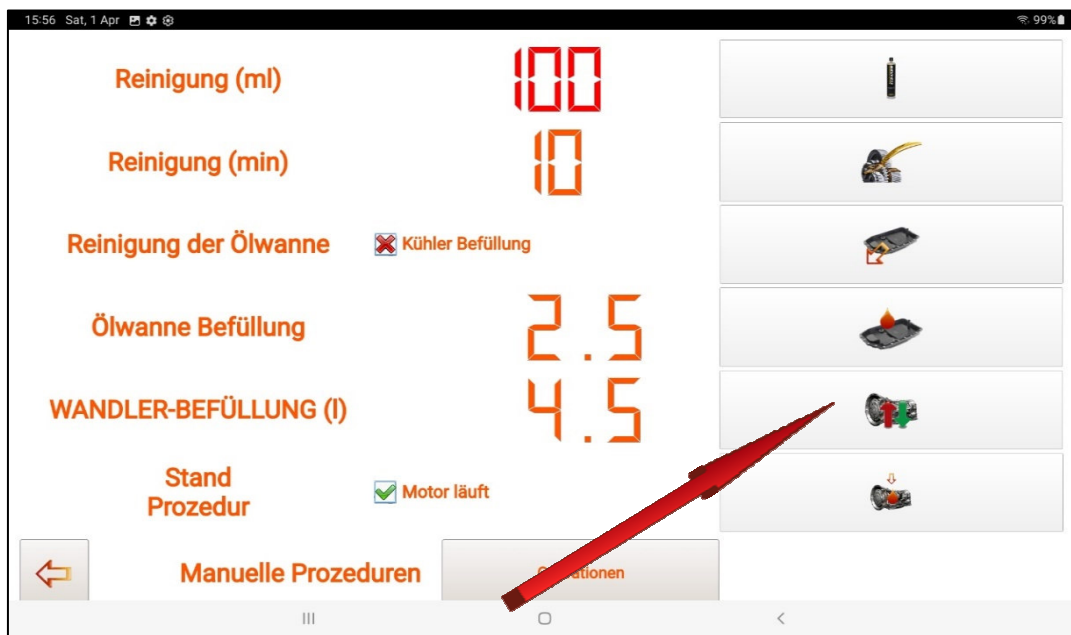 15:56 Sat, 1 Apr
99%
Reinigung (ml)
100
Reinigung (min)
10
Reinigung der Ölwanne
Kühler Befüllung
Ölwanne Befüllung
2.5
WANDLER-BEFÜLLUNG (l)
4.5
Stand
Prozedur
Motor läuft
Manuelle Prozeduren